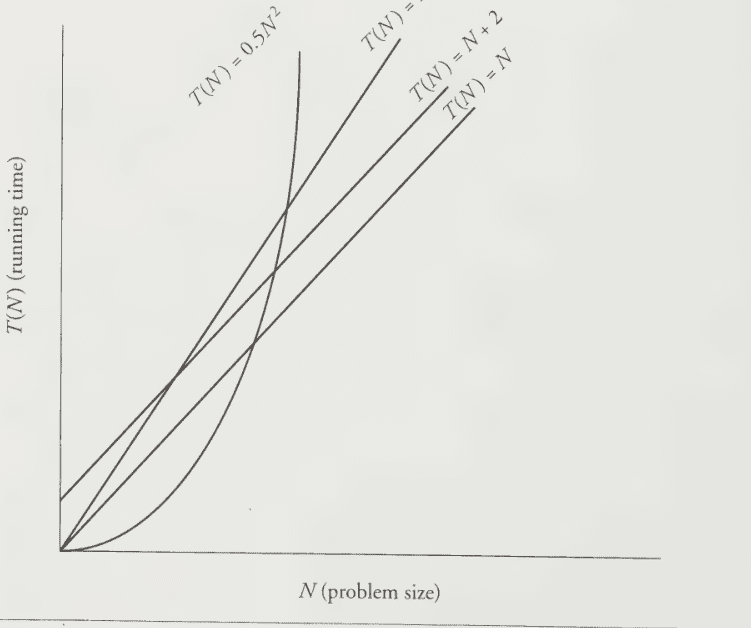 T(N) = 0.5N²
T(N) =
T(N) = N + 2
T(N) = N
T(N) (running time)
N (problem size)